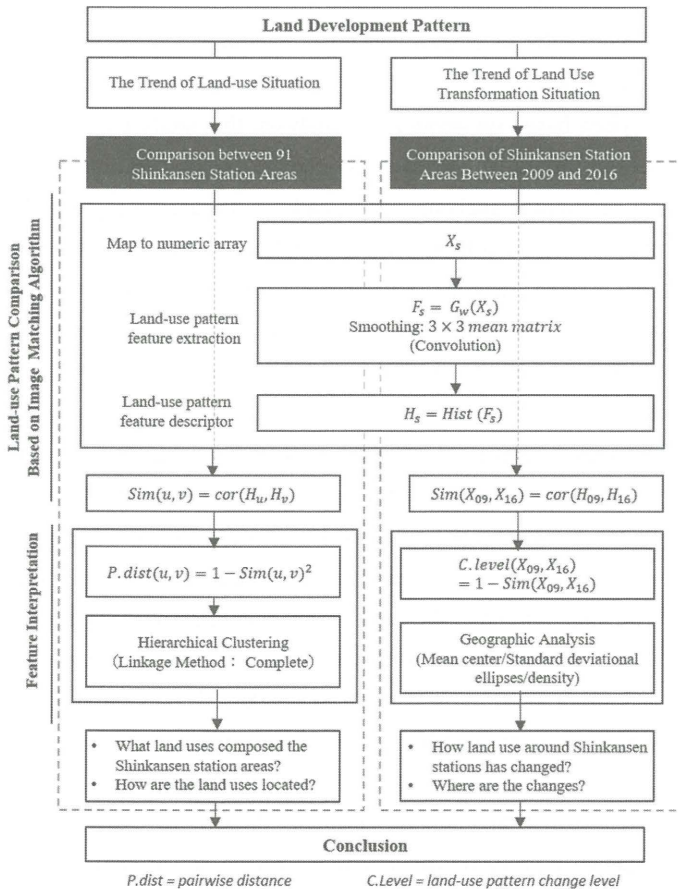 Land Development Pattern
The Trend of Land-use Situation
The Trend of Land Use
Transformation Situation
Comparison between 91
Shinkansen Station Areas
Comparison of Shinkansen Station
Areas Between 2009 and 2016
Land-use Pattern Comparison
Based on Image Matching Algorithm
Map to numeric array
X_s
Land-use pattern
feature extraction
F_s = G_w(X_s)
Smoothing: 3 × 3 mean matrix
(Convolution)
Land-use pattern
feature descriptor
H_s = Hist (F_s)
Sim(u, v) = cor(H_u, H_v)
Sim(X_09, X_16) = cor(H_09, H_16)
Feature Interpretation
P.dist(u, v) = 1 − Sim(u, v)²
Hierarchical Clustering
(Linkage Method： Complete)
C.level(X_09, X_16)
= 1 − Sim(X_09, X_16)
Geographic Analysis
(Mean center/Standard deviational
ellipses/density)
• What land uses composed the
Shinkansen station areas?
• How are the land uses located?
• How land use around Shinkansen
stations has changed?
• Where are the changes?
Conclusion
P.dist = pairwise distance
C.Level = land-use pattern change level